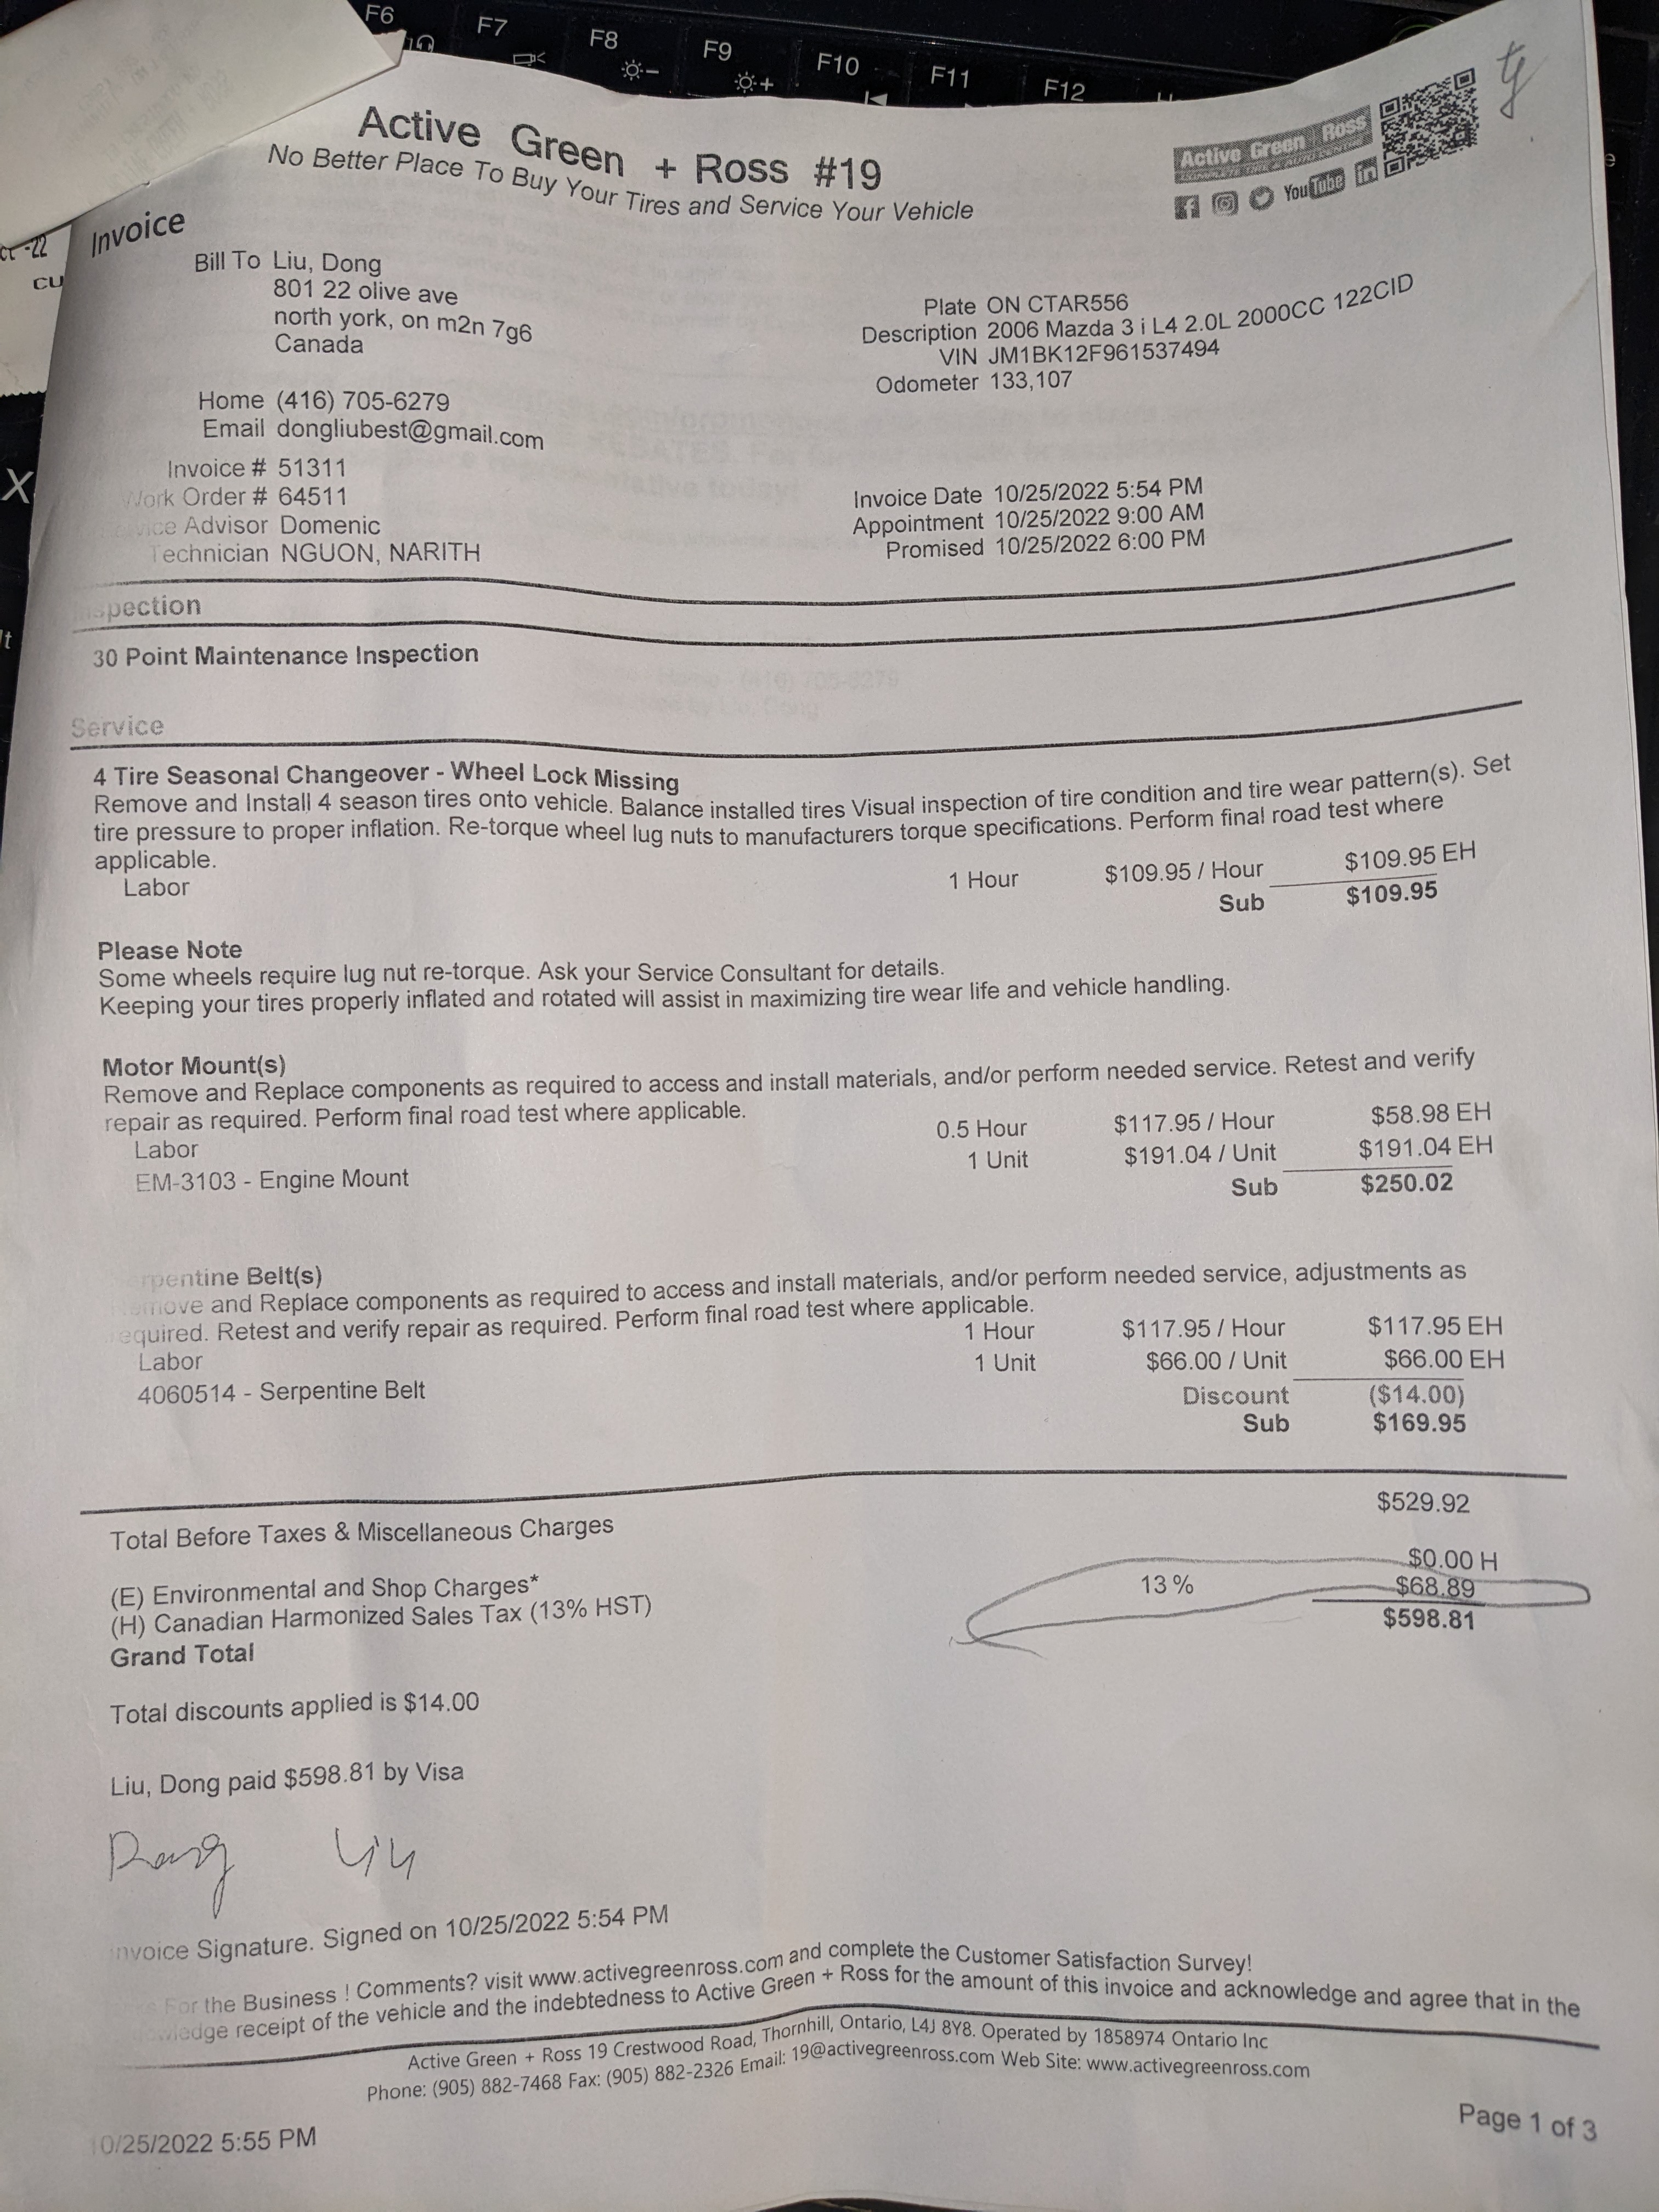 F6 F7 F8 F9 F10 F11 F12
Active Green + Ross #19
No Better Place To Buy Your Tires and Service Your Vehicle
Active Green Ross
YouTube in
Invoice
Bill To Liu, Dong
801 22 olive ave
north york, on m2n 7g6
Canada
Plate ON CTAR556
Description 2006 Mazda 3 i L4 2.0L 2000CC 122CID
VIN JM1BK12F961537494
Odometer 133,107
Home (416) 705-6279
Email dongliubest@gmail.com
Invoice # 51311
Work Order # 64511
Service Advisor Domenic
Technician NGUON, NARITH
Invoice Date 10/25/2022 5:54 PM
Appointment 10/25/2022 9:00 AM
Promised 10/25/2022 6:00 PM
Inspection
30 Point Maintenance Inspection
Service
4 Tire Seasonal Changeover - Wheel Lock Missing
Remove and Install 4 season tires onto vehicle. Balance installed tires Visual inspection of tire condition and tire wear pattern(s). Set
tire pressure to proper inflation. Re-torque wheel lug nuts to manufacturers torque specifications. Perform final road test where
applicable.
Labor 1 Hour $109.95 / Hour $109.95 EH
Sub $109.95
Please Note
Some wheels require lug nut re-torque. Ask your Service Consultant for details.
Keeping your tires properly inflated and rotated will assist in maximizing tire wear life and vehicle handling.
Motor Mount(s)
Remove and Replace components as required to access and install materials, and/or perform needed service. Retest and verify
repair as required. Perform final road test where applicable.
Labor 0.5 Hour $117.95 / Hour $58.98 EH
EM-3103 - Engine Mount 1 Unit $191.04 / Unit $191.04 EH
Sub $250.02
Serpentine Belt(s)
Remove and Replace components as required to access and install materials, and/or perform needed service, adjustments as
required. Retest and verify repair as required. Perform final road test where applicable.
Labor 1 Hour $117.95 / Hour $117.95 EH
4060514 - Serpentine Belt 1 Unit $66.00 / Unit $66.00 EH
Discount ($14.00)
Sub $169.95
Total Before Taxes & Miscellaneous Charges $529.92
(E) Environmental and Shop Charges* $0.00 H
(H) Canadian Harmonized Sales Tax (13% HST) 13 % $68.89
Grand Total $598.81
Total discounts applied is $14.00
Liu, Dong paid $598.81 by Visa
Dong Liu
Invoice Signature. Signed on 10/25/2022 5:54 PM
For the Business ! Comments? visit www.activegreenross.com and complete the Customer Satisfaction Survey!
receipt of the vehicle and the indebtedness to Active Green + Ross for the amount of this invoice and acknowledge and agree that in the
Active Green + Ross 19 Crestwood Road, Thornhill, Ontario, L4J 8Y8. Operated by 1858974 Ontario Inc
Phone: (905) 882-7468 Fax: (905) 882-2326 Email: 19@activegreenross.com Web Site: www.activegreenross.com
10/25/2022 5:55 PM
Page 1 of 3